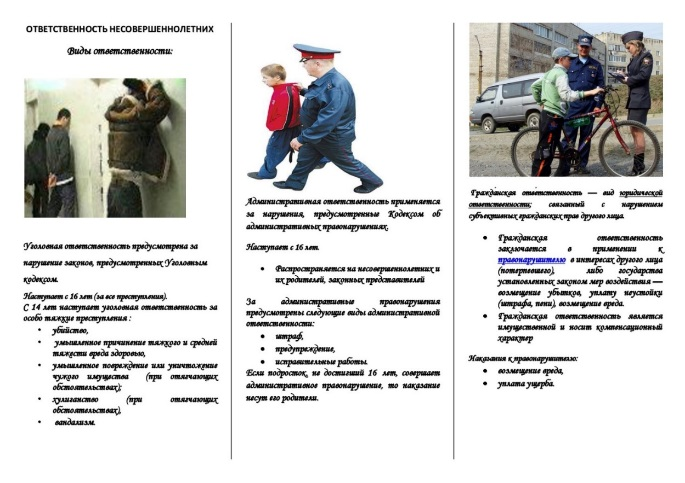 ОТВЕТСТВЕННОСТЬ НЕСОВЕРШЕННОЛЕТНИХ
Виды ответственности:
Уголовная ответственность предусмотрена за
нарушение законов, предусмотренных Уголовным
кодексом.
Наступает с 16 лет (за все преступления).
С 14 лет наступает уголовная ответственность за
особо тяжкие преступления :
• убийство,
• умышленное причинение тяжкого и средней
тяжести вреда здоровью,
• умышленное повреждение или уничтожение
чужого имущества (при отягчающих
обстоятельствах);
• хулиганство (при отягчающих
обстоятельствах),
• вандализм.
Административная ответственность применяется
за нарушения, предусмотренные Кодексом об
административных правонарушениях.
Наступает с 16 лет.
• Распространяется на несовершеннолетних и
их родителей, законных представителей
За административные правонарушения
предусмотрены следующие виды административной
ответственности:
• штраф,
• предупреждение,
• исправительные работы.
Если подросток, не достигший 16 лет, совершает
административное правонарушение, то наказание
несут его родители.
Гражданская ответственность — вид юридической
ответственности; связанный с нарушением
субъективных гражданских прав другого лица.
• Гражданская ответственность
заключается в применении к
правонарушителю в интересах другого лица
(потерпевшего), либо государства
установленных законом мер воздействия —
возмещение убытков, уплату неустойки
(штрафа, пени), возмещение вреда.
• Гражданская ответственность является
имущественной и носит компенсационный
характер
Наказания к правонарушителю:
• возмещение вреда,
• уплата ущерба.